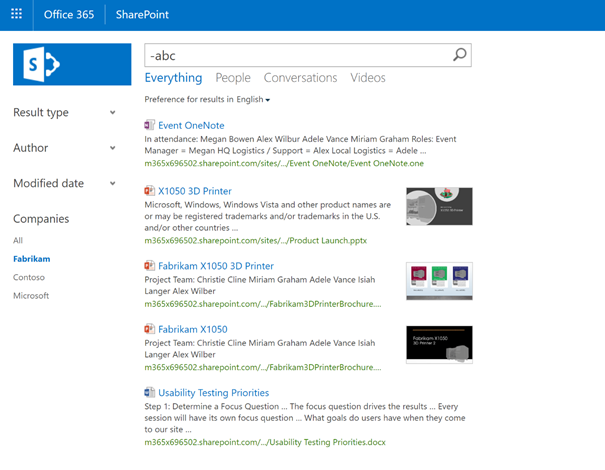 Office 365 SharePoint
S
-abc
Everything People Conversations Videos
Preference for results in English
Result type
Author
Modified date
Companies
All
Fabrikam
Contoso
Microsoft
Event OneNote
In attendance: Megan Bowen Alex Wilbur Adele Vance Miriam Graham Roles: Event
Manager = Megan HQ Logistics / Support = Alex Local Logistics = Adele ...
m365x696502.sharepoint.com/sites/.../Event OneNote/Event OneNote.one
X1050 3D Printer
Microsoft, Windows, Windows Vista and other product names are
or may be registered trademarks and/or trademarks in the U.S.
and/or other countries ...
m365x696502.sharepoint.com/sites/.../Product Launch.pptx
Fabrikam X1050 3D Printer
Project Team: Christie Cline Miriam Graham Adele Vance Isiah
Langer Alex Wilber
m365x696502.sharepoint.com/.../Fabrikam3DPrinterBrochure....
Fabrikam X1050
Project Team: Christie Cline Miriam Graham Adele Vance Isiah
Langer Alex Wilber
m365x696502.sharepoint.com/.../Fabrikam3DPrinterBrochure....
Fabrikam X1050
3D Printer 2
Usability Testing Priorities
Step 1: Determine a Focus Question ... The focus question drives the results ... Every
session will have its own focus question ... What goals do users have when they come
to our site ...
m365x696502.sharepoint.com/.../Usability Testing Priorities.docx